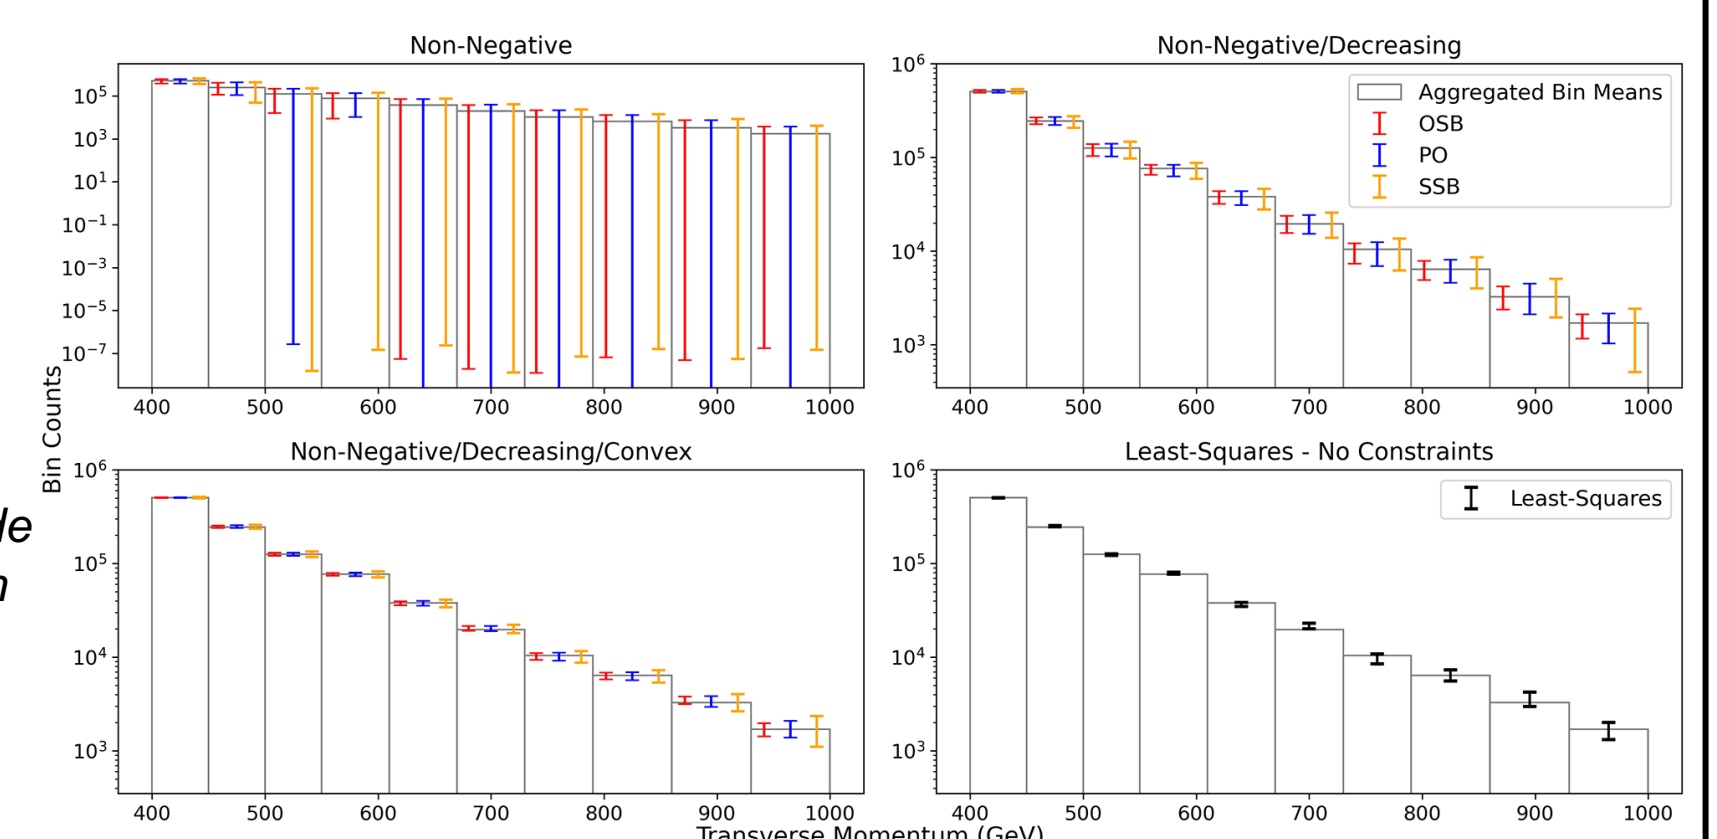 Non-Negative
10^5
10^3
10^1
10^−1
10^−3
10^−5
10^−7
400 500 600 700 800 900 1000
Non-Negative/Decreasing
10^6
10^5
10^4
10^3
Aggregated Bin Means
OSB
PO
SSB
400 500 600 700 800 900 1000
Bin Counts
Non-Negative/Decreasing/Convex
10^6
10^5
10^4
10^3
400 500 600 700 800 900 1000
Least-Squares - No Constraints
10^6
10^5
10^4
10^3
Least-Squares
400 500 600 700 800 900 1000
Transverse Momentum (GeV)